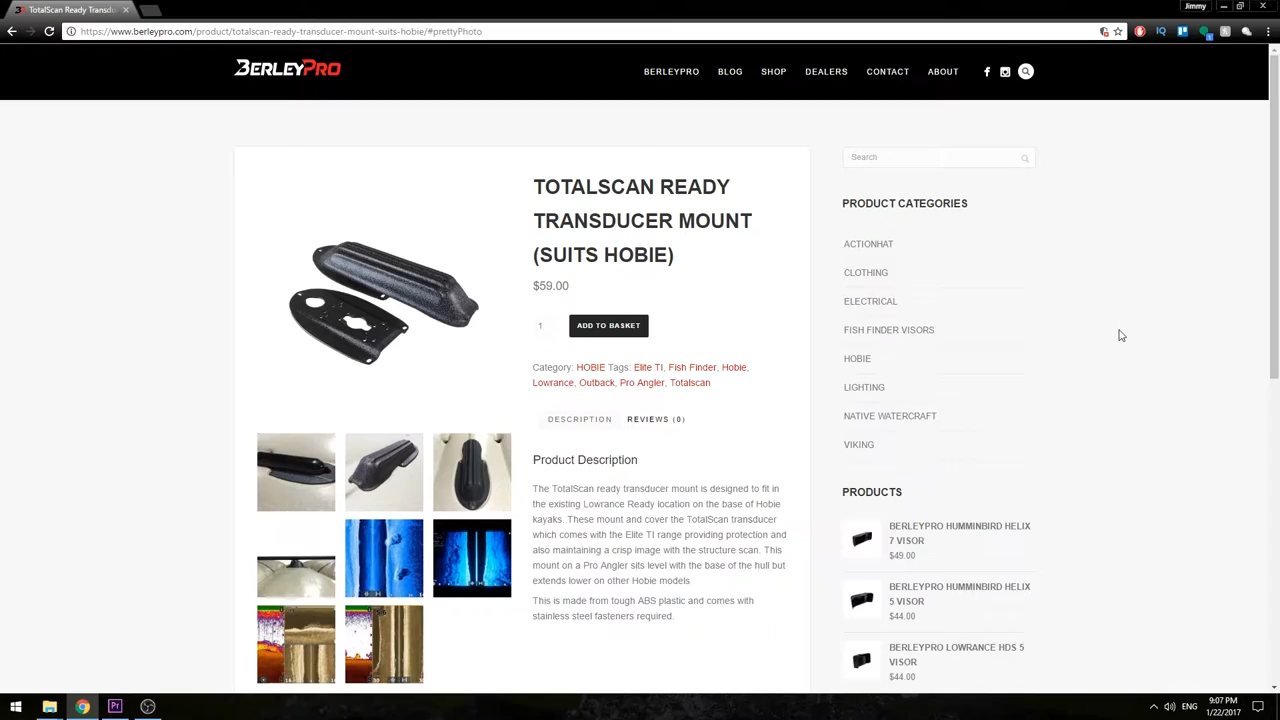 TotalScan Ready Transdu
Jimmy
https://www.berleypro.com/product/totalscan-ready-transducer-mount-suits-hobie/#prettyPhoto
BERLEYPRO
BERLEYPRO BLOG SHOP DEALERS CONTACT ABOUT
TOTALSCAN READY
TRANSDUCER MOUNT
(SUITS HOBIE)
$59.00
1 ADD TO BASKET
Category: HOBIE Tags: Elite TI, Fish Finder, Hobie,
Lowrance, Outback, Pro Angler, Totalscan
DESCRIPTION REVIEWS (0)
Product Description
The TotalScan ready transducer mount is designed to fit in
the existing Lowrance Ready location on the base of Hobie
kayaks. These mount and cover the TotalScan transducer
which comes with the Elite TI range providing protection and
also maintaining a crisp image with the structure scan. This
mount on a Pro Angler sits level with the base of the hull but
extends lower on other Hobie models
This is made from tough ABS plastic and comes with
stainless steel fasteners required.
Search
PRODUCT CATEGORIES
ACTIONHAT
CLOTHING
ELECTRICAL
FISH FINDER VISORS
HOBIE
LIGHTING
NATIVE WATERCRAFT
VIKING
PRODUCTS
BERLEYPRO HUMMINBIRD HELIX
7 VISOR
$49.00
BERLEYPRO HUMMINBIRD HELIX
5 VISOR
$44.00
BERLEYPRO LOWRANCE HDS 5
VISOR
$44.00
ENG
9:07 PM
1/22/2017